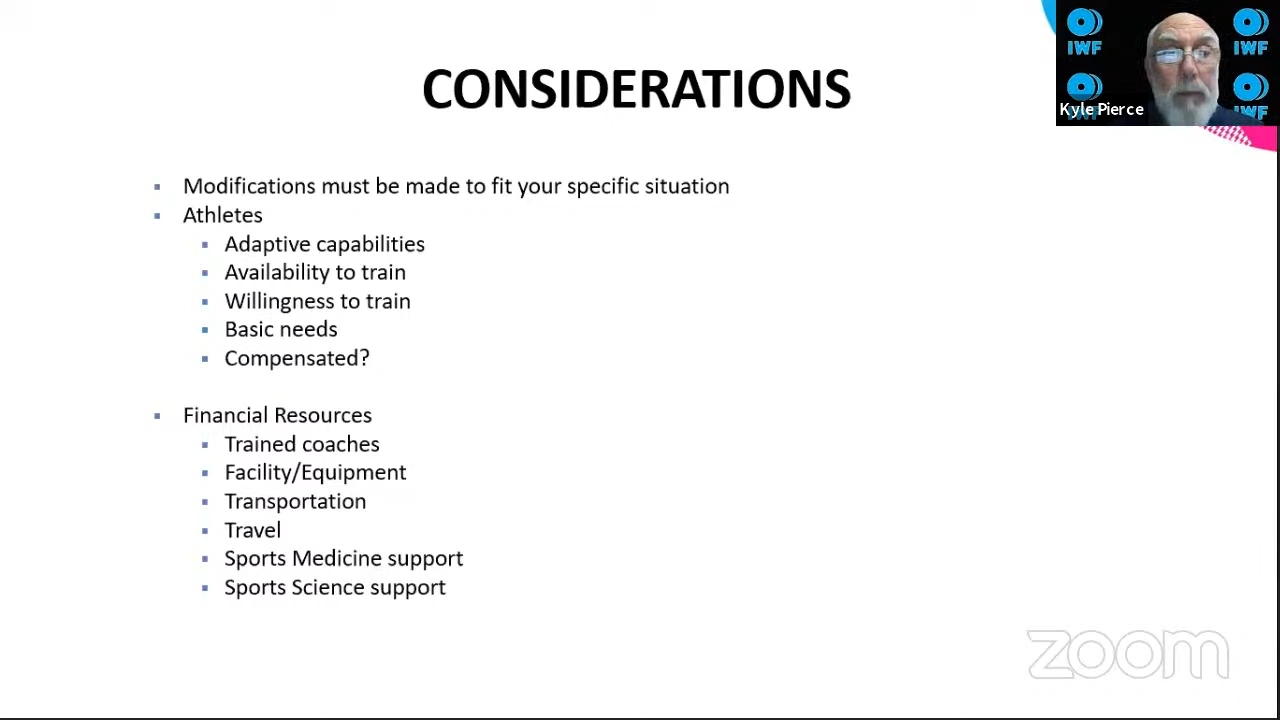 CONSIDERATIONS
IWF
IWF
IWF
IWF
Kyle Pierce
Modifications must be made to fit your specific situation
Athletes
Adaptive capabilities
Availability to train
Willingness to train
Basic needs
Compensated?
Financial Resources
Trained coaches
Facility/Equipment
Transportation
Travel
Sports Medicine support
Sports Science support
zoom